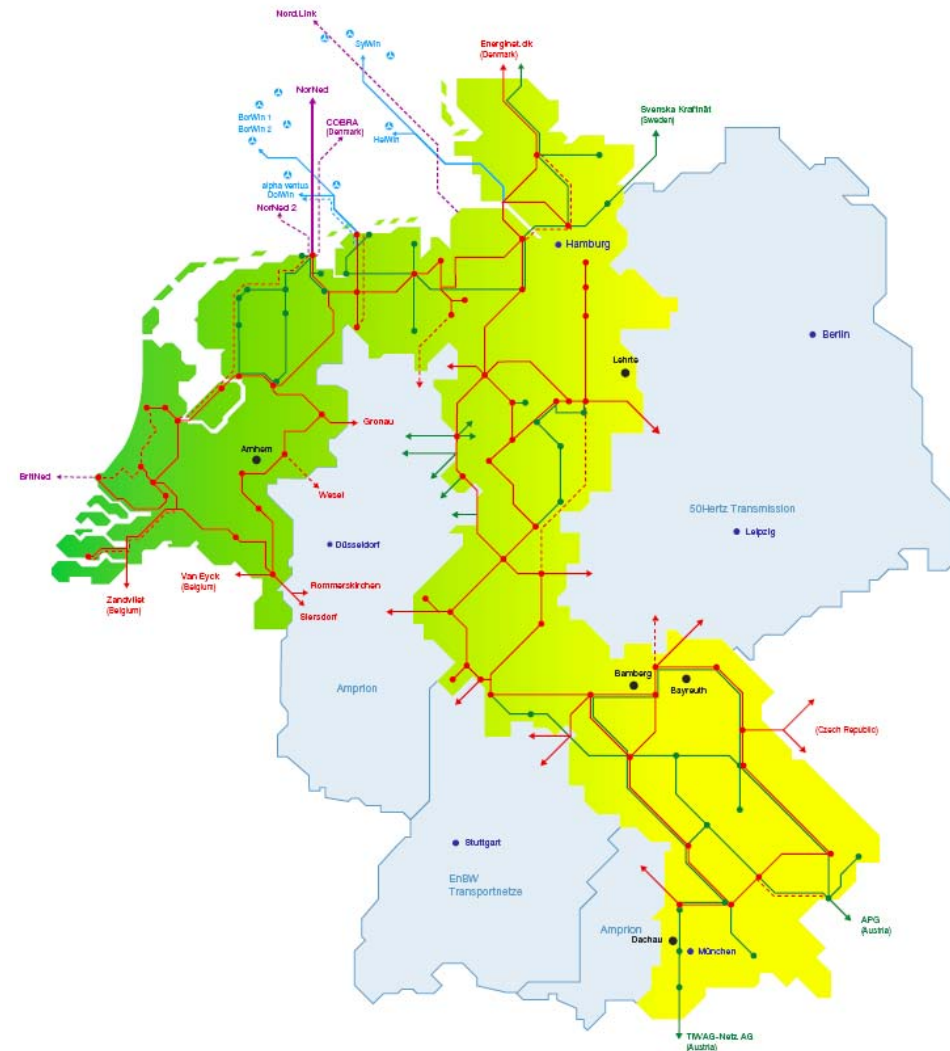 Nord.Link
SylWin
Energinet.dk
(Denmark)
NorNed
Svenska Kraftnät
(Sweden)
BorWin 1
BorWin 2
COBRA
(Denmark)
HelWin
alpha ventus
DolWin
NorNed 2
Hamburg
Berlin
Lehrte
Gronau
Arnhem
BritNed
Wesel
50Hertz Transmission
Leipzig
Düsseldorf
Van Eyck
(Belgium)
Rommerskirchen
Zandvliet
(Belgium)
Siersdorf
Bamberg
Bayreuth
Amprion
(Czech Republic)
Stuttgart
EnBW
Transportnetze
APG
(Austria)
Amprion
Dachau
München
TIWAG-Netz AG
(Austria)